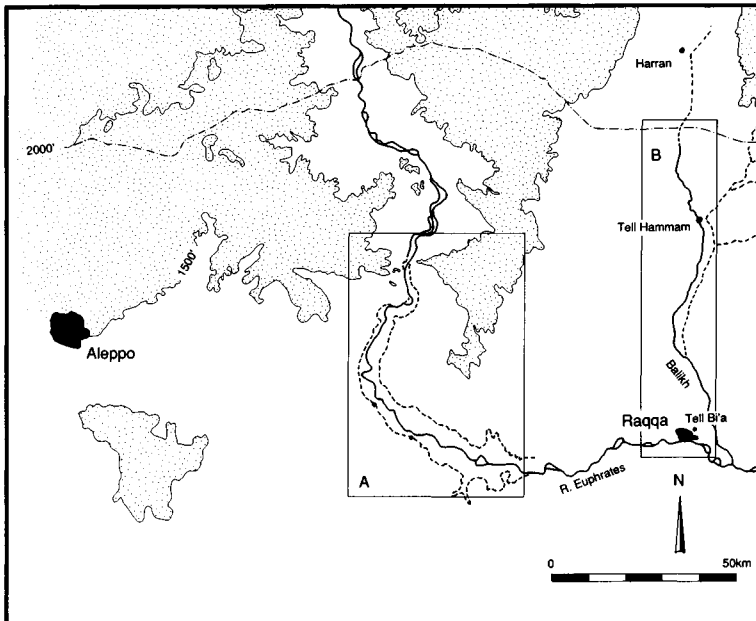 Harran
2000'
B
Tell Hammam
1500'
Aleppo
Balikh
Raqqa
Tell Bi'a
A
R. Euphrates
N
0
50km